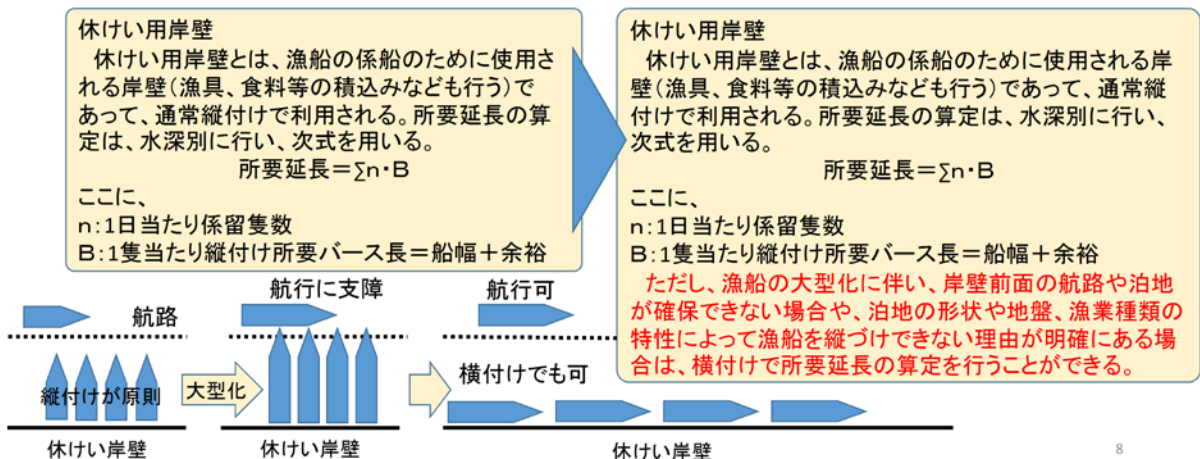 休けい用岸壁
休けい用岸壁とは、漁船の係船のために使用さ
れる岸壁(漁具、食料等の積込みなども行う)で
あって、通常縦付けで利用される。所要延長の算
定は、水深別に行い、次式を用いる。
所要延長=∑n・B
ここに、
n:1日当たり係留隻数
B:1隻当たり縦付け所要バース長=船幅+余裕
休けい用岸壁
休けい用岸壁とは、漁船の係船のために使用される岸
壁(漁具、食料等の積込みなども行う)であって、通常縦
付けで利用される。所要延長の算定は、水深別に行い、
次式を用いる。
所要延長=∑n・B
ここに、
n:1日当たり係留隻数
B:1隻当たり縦付け所要バース長=船幅+余裕
ただし、漁船の大型化に伴い、岸壁前面の航路や泊地
が確保できない場合や、泊地の形状や地盤、漁業種類の
特性によって漁船を縦づけできない理由が明確にある場
合は、横付けで所要延長の算定を行うことができる。
航路
縦付けが原則
休けい岸壁
大型化
航行に支障
休けい岸壁
航行可
横付けでも可
休けい岸壁
8